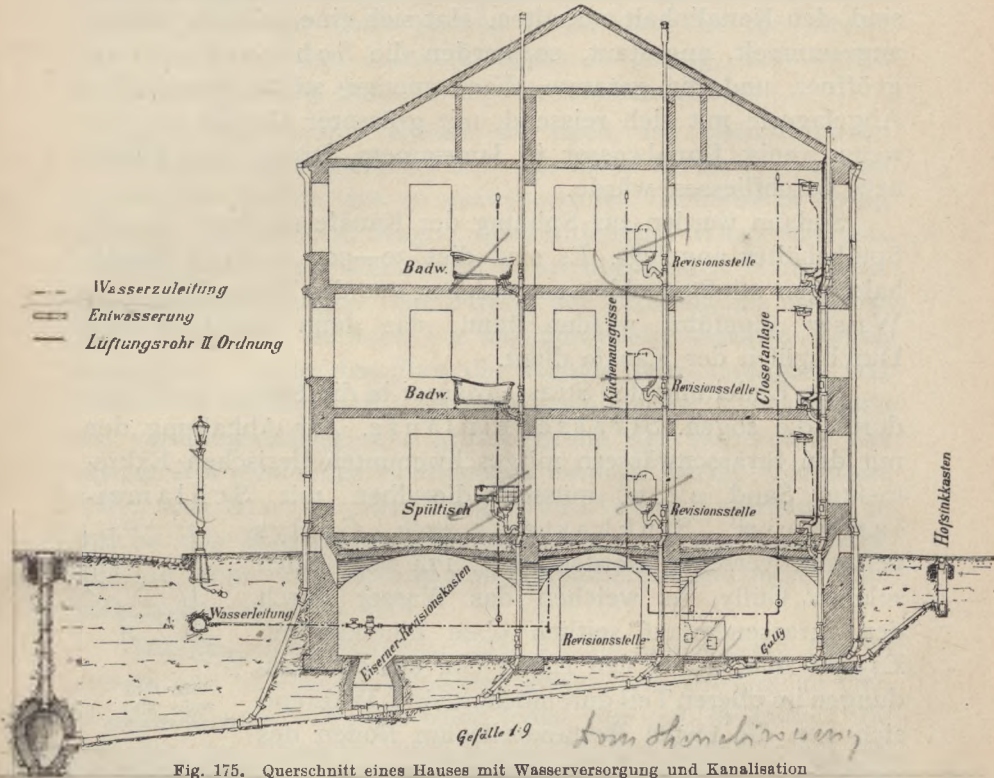 Wasserzuleitung
Entwässerung
Lüftungsrohr II Ordnung
Badw.
Revisionsstelle
Küchenausgüsse
Closetanlage
Badw.
Revisionsstelle
Spültisch
Revisionsstelle
Hofsinkkasten
Wasserleitung
Eiserner-Revisionskasten
Revisionsstelle
Gully
Gefälle 1:9
Dom
Fig. 175. Querschnitt eines Hauses mit Wasserversorgung und Kanalisation